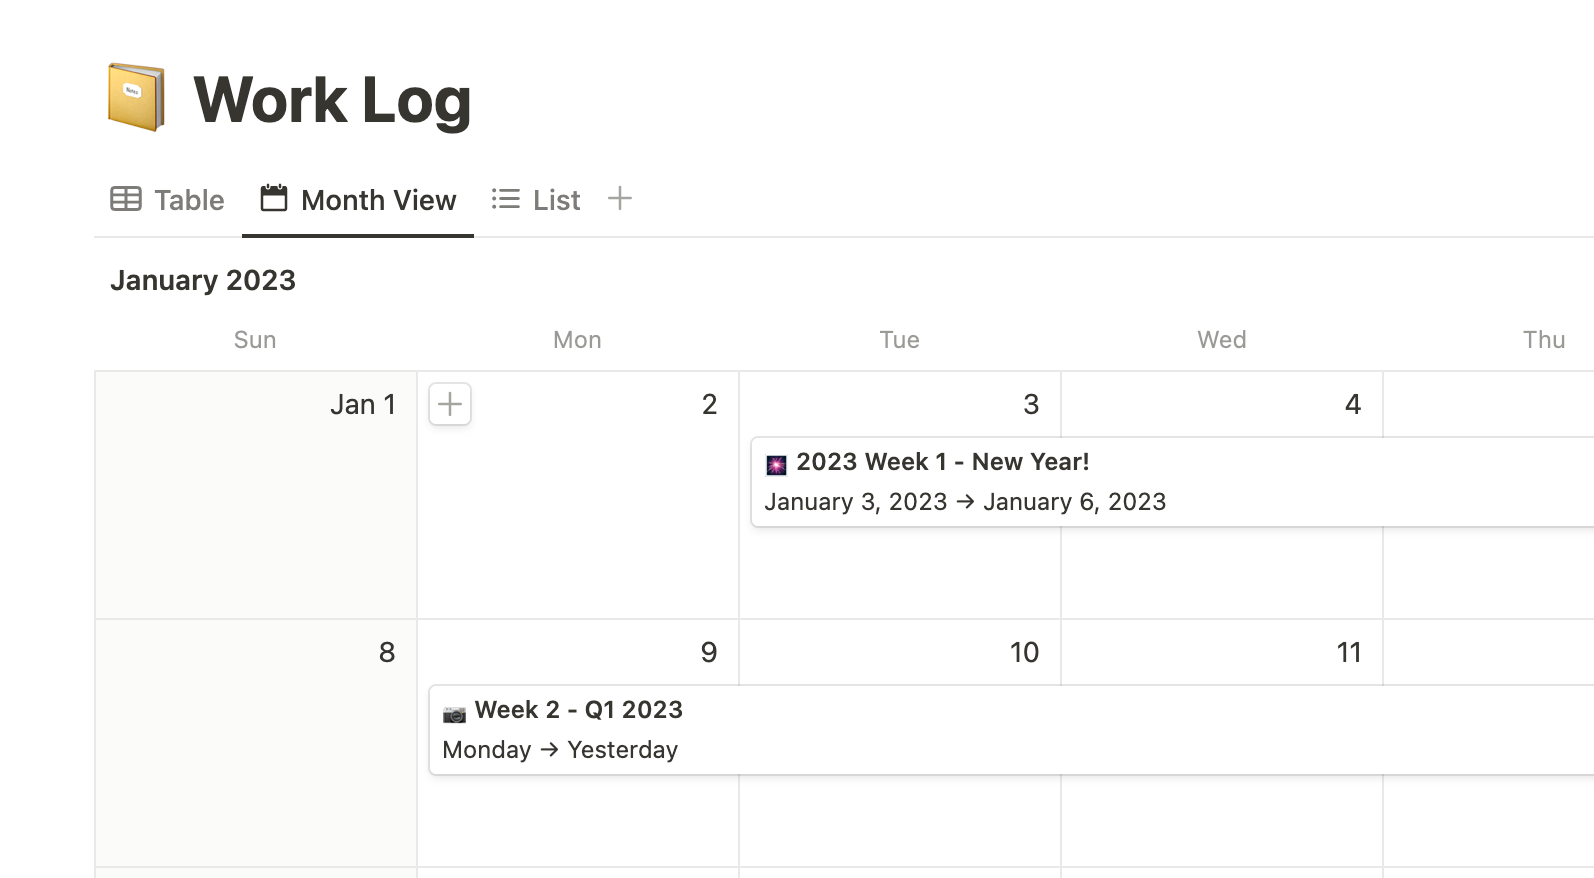 Work Log
Table Month View List
January 2023
Sun Mon Tue Wed Thu
Jan 1 2 3 4
2023 Week 1 - New Year!
January 3, 2023 → January 6, 2023
8 9 10 11
Week 2 - Q1 2023
Monday → Yesterday